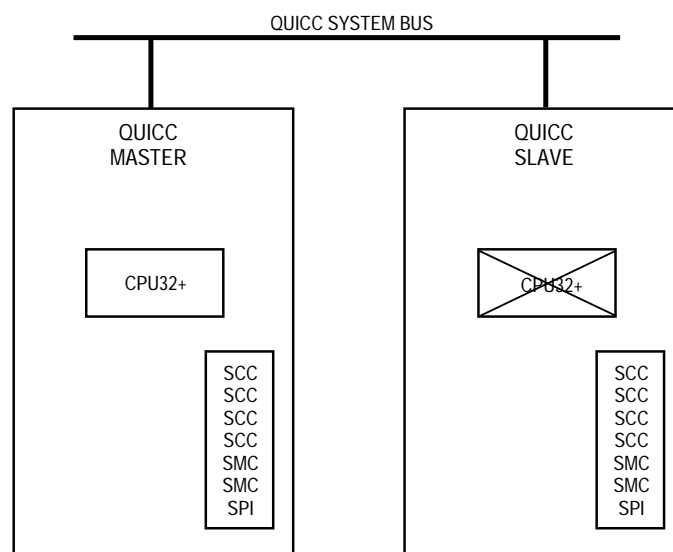 QUICC SYSTEM BUS
QUICC
MASTER
CPU32+
SCC
SCC
SCC
SCC
SMC
SMC
SPI
QUICC
SLAVE
CPU32+
SCC
SCC
SCC
SCC
SMC
SMC
SPI